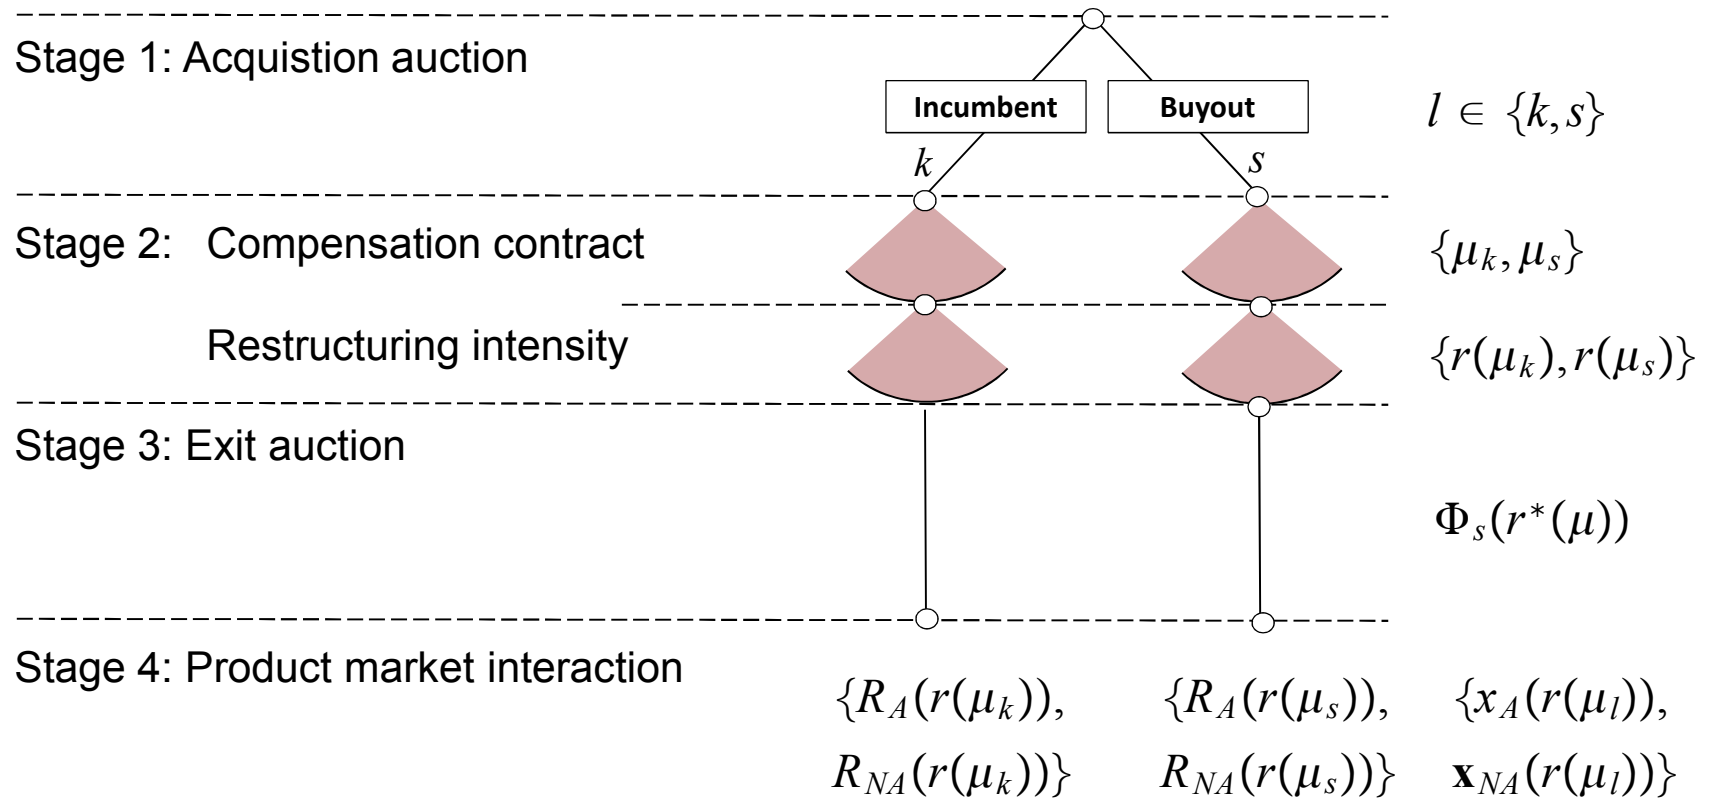 Stage 1: Acquistion auction
Incumbent
Buyout
l ∈ {k, s}
k
s
Stage 2: Compensation contract
{μ_k, μ_s}
Restructuring intensity
{r(μ_k), r(μ_s)}
Stage 3: Exit auction
Φ_s(r*(μ))
Stage 4: Product market interaction
{R_A(r(μ_k)),
R_NA(r(μ_k))}
{R_A(r(μ_s)),
R_NA(r(μ_s))}
{x_A(r(μ_l)),
𝐱_NA(r(μ_l))}